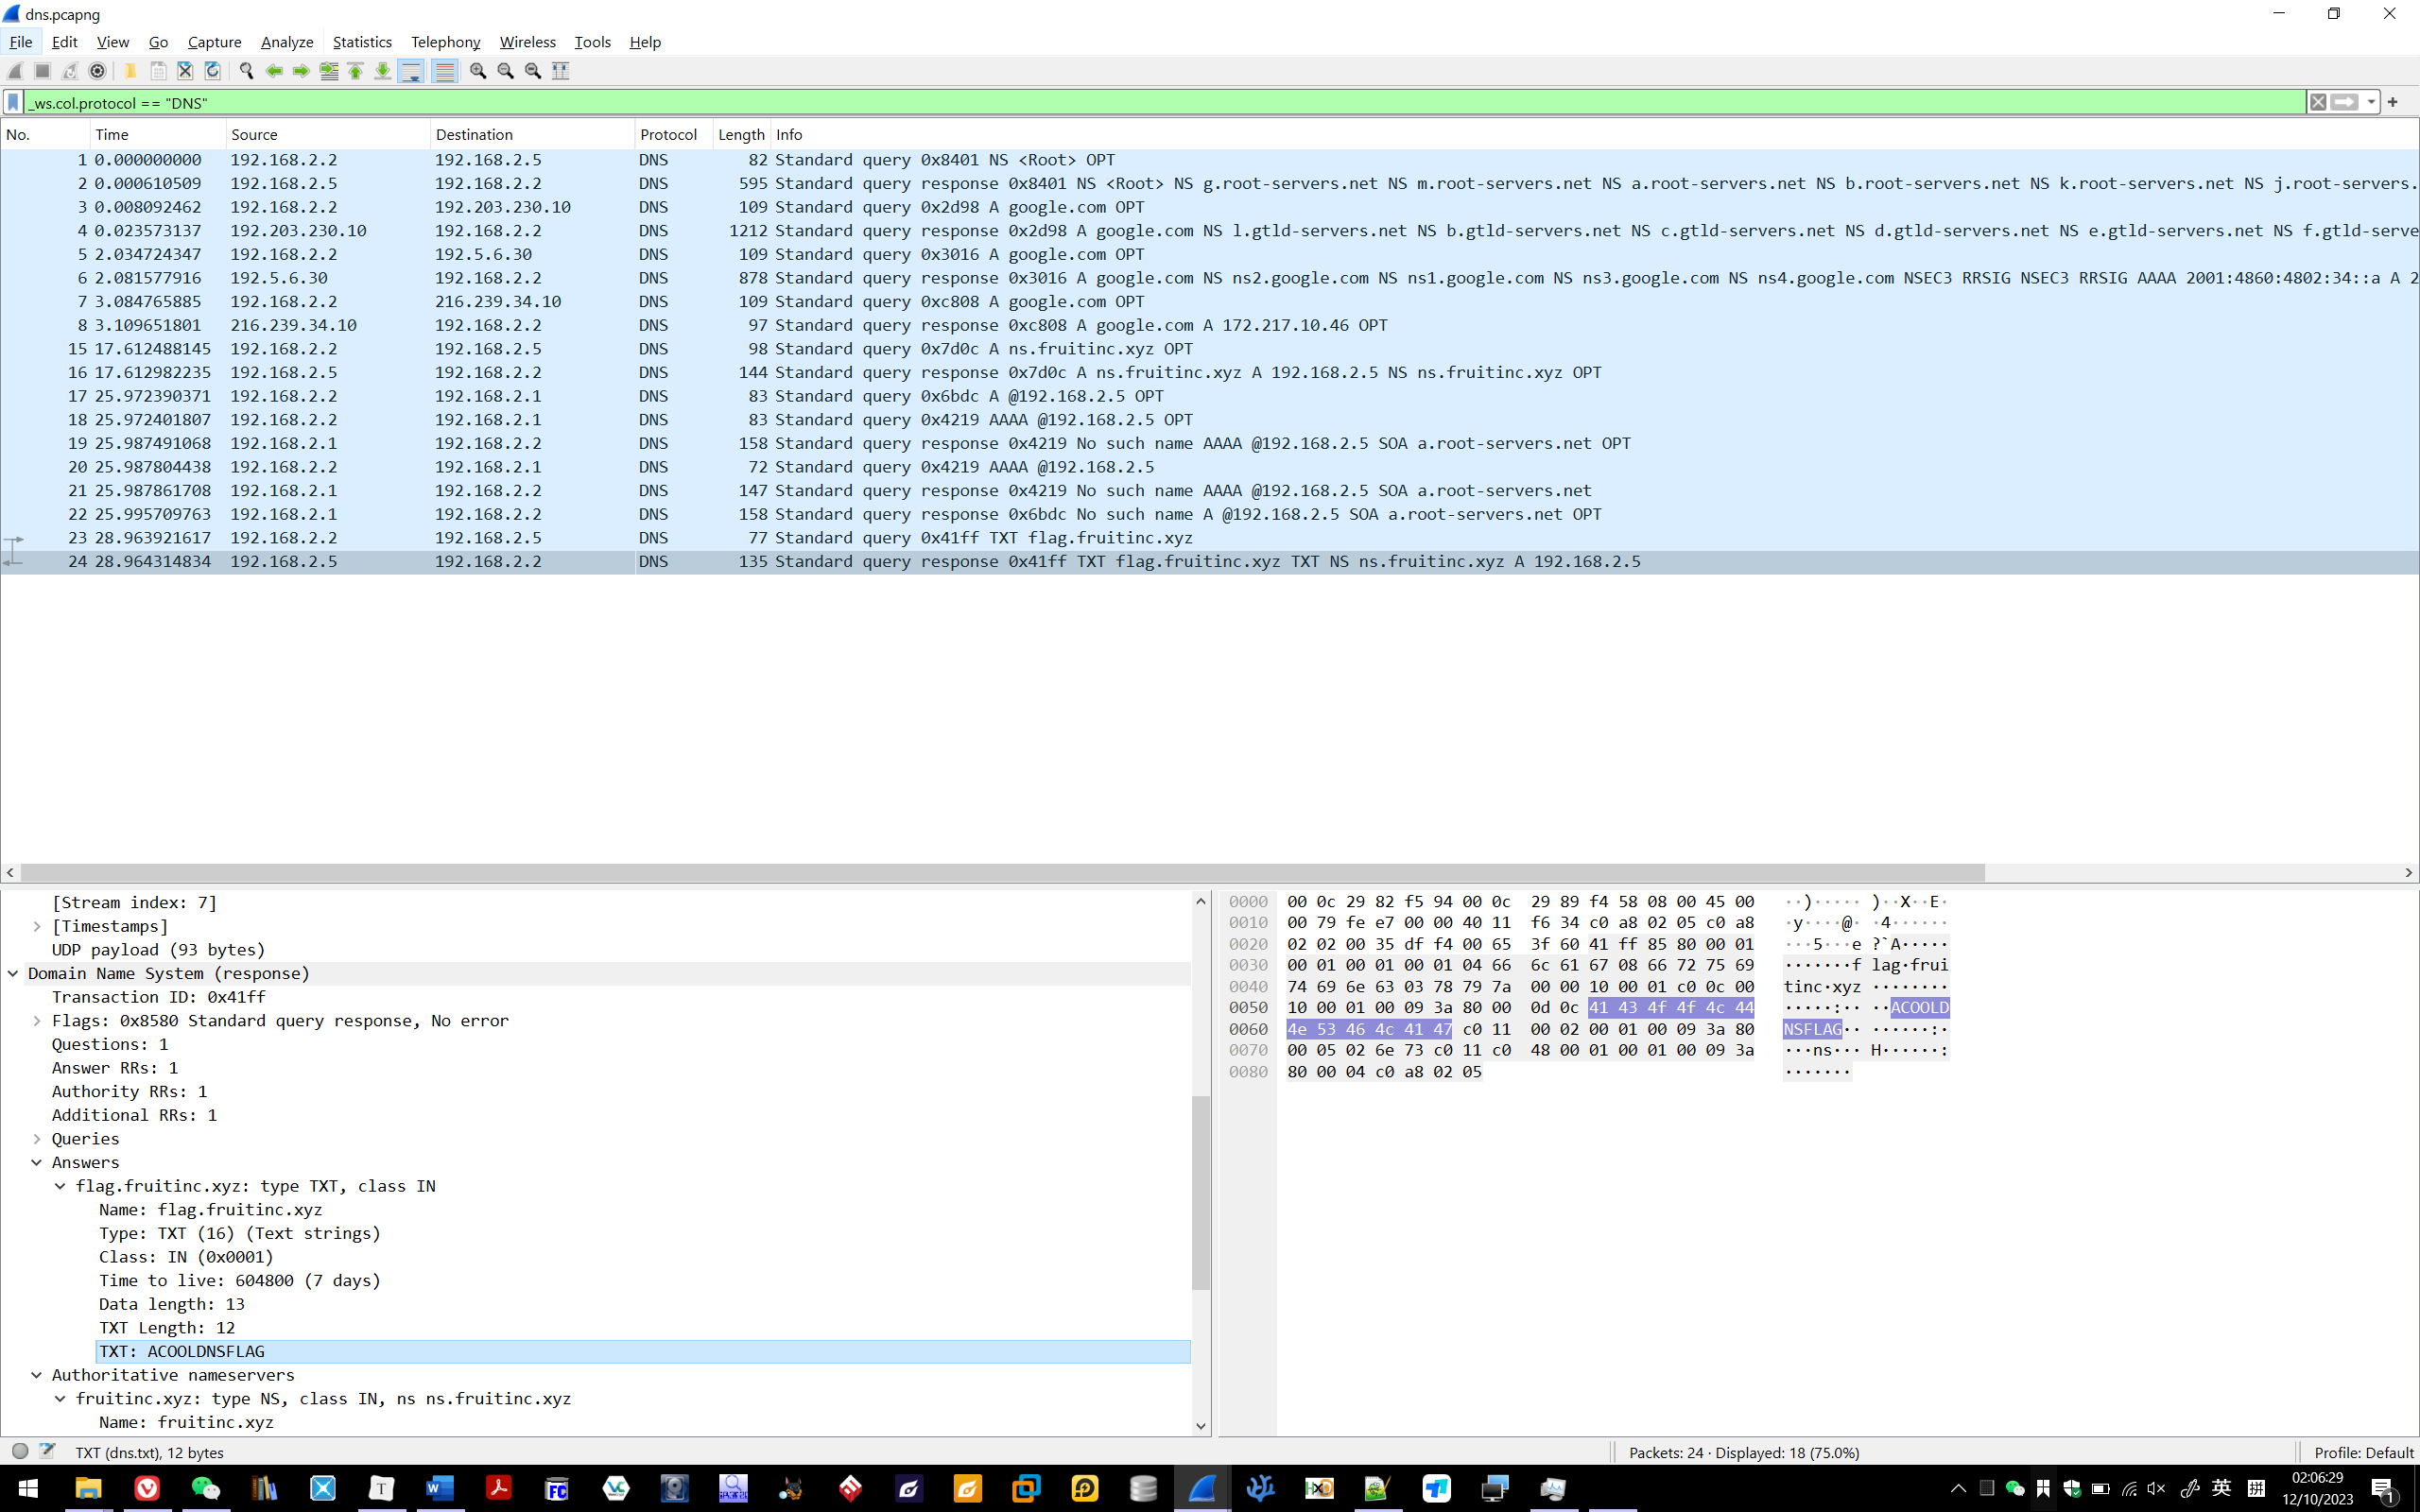 dns.pcapng
File Edit View Go Capture Analyze Statistics Telephony Wireless Tools Help
_ws.col.protocol == "DNS"
No. Time Source Destination Protocol Length Info
1 0.000000000 192.168.2.2 192.168.2.5 DNS 82 Standard query 0x8401 NS <Root> OPT
2 0.000610509 192.168.2.5 192.168.2.2 DNS 595 Standard query response 0x8401 NS <Root> NS g.root-servers.net NS m.root-servers.net NS a.root-servers.net NS b.root-servers.net NS k.root-servers.net NS j.root-servers.
3 0.008092462 192.168.2.2 192.203.230.10 DNS 109 Standard query 0x2d98 A google.com OPT
4 0.023573137 192.203.230.10 192.168.2.2 DNS 1212 Standard query response 0x2d98 A google.com NS l.gtld-servers.net NS b.gtld-servers.net NS c.gtld-servers.net NS d.gtld-servers.net NS e.gtld-servers.net NS f.gtld-serve
5 2.034724347 192.168.2.2 192.5.6.30 DNS 109 Standard query 0x3016 A google.com OPT
6 2.081577916 192.5.6.30 192.168.2.2 DNS 878 Standard query response 0x3016 A google.com NS ns2.google.com NS ns1.google.com NS ns3.google.com NS ns4.google.com NSEC3 RRSIG NSEC3 RRSIG AAAA 2001:4860:4802:34::a A 2
7 3.084765885 192.168.2.2 216.239.34.10 DNS 109 Standard query 0xc808 A google.com OPT
8 3.109651801 216.239.34.10 192.168.2.2 DNS 97 Standard query response 0xc808 A google.com A 172.217.10.46 OPT
15 17.612488145 192.168.2.2 192.168.2.5 DNS 98 Standard query 0x7d0c A ns.fruitinc.xyz OPT
16 17.612982235 192.168.2.5 192.168.2.2 DNS 144 Standard query response 0x7d0c A ns.fruitinc.xyz A 192.168.2.5 NS ns.fruitinc.xyz OPT
17 25.972390371 192.168.2.2 192.168.2.1 DNS 83 Standard query 0x6bdc A @192.168.2.5 OPT
18 25.972401807 192.168.2.2 192.168.2.1 DNS 83 Standard query 0x4219 AAAA @192.168.2.5 OPT
19 25.987491068 192.168.2.1 192.168.2.2 DNS 158 Standard query response 0x4219 No such name AAAA @192.168.2.5 SOA a.root-servers.net OPT
20 25.987804438 192.168.2.2 192.168.2.1 DNS 72 Standard query 0x4219 AAAA @192.168.2.5
21 25.987861708 192.168.2.1 192.168.2.2 DNS 147 Standard query response 0x4219 No such name AAAA @192.168.2.5 SOA a.root-servers.net
22 25.995709763 192.168.2.1 192.168.2.2 DNS 158 Standard query response 0x6bdc No such name A @192.168.2.5 SOA a.root-servers.net OPT
23 28.963921617 192.168.2.2 192.168.2.5 DNS 77 Standard query 0x41ff TXT flag.fruitinc.xyz
24 28.964314834 192.168.2.5 192.168.2.2 DNS 135 Standard query response 0x41ff TXT flag.fruitinc.xyz TXT NS ns.fruitinc.xyz A 192.168.2.5
[Stream index: 7]
[Timestamps]
UDP payload (93 bytes)
Domain Name System (response)
Transaction ID: 0x41ff
Flags: 0x8580 Standard query response, No error
Questions: 1
Answer RRs: 1
Authority RRs: 1
Additional RRs: 1
Queries
Answers
flag.fruitinc.xyz: type TXT, class IN
Name: flag.fruitinc.xyz
Type: TXT (16) (Text strings)
Class: IN (0x0001)
Time to live: 604800 (7 days)
Data length: 13
TXT Length: 12
TXT: ACOOLDNSFLAG
Authoritative nameservers
fruitinc.xyz: type NS, class IN, ns ns.fruitinc.xyz
Name: fruitinc.xyz
0000 00 0c 29 82 f5 94 00 0c 29 89 f4 58 08 00 45 00 ··)····· )··X··E·
0010 00 79 fe e7 00 00 40 11 f6 34 c0 a8 02 05 c0 a8 ·y····@· ·4······
0020 02 02 00 35 df f4 00 65 3f 60 41 ff 85 80 00 01 ···5···e ?`A·····
0030 00 01 00 01 00 01 04 66 6c 61 67 08 66 72 75 69 ·······f lag·frui
0040 74 69 6e 63 03 78 79 7a 00 00 10 00 01 c0 0c 00 tinc·xyz ········
0050 10 00 01 00 09 3a 80 00 0d 0c 41 43 4f 4f 4c 44 ·····:·· ··ACOOLD
0060 4e 53 46 4c 41 47 c0 11 00 02 00 01 00 09 3a 80 NSFLAG·· ······:·
0070 00 05 02 6e 73 c0 11 c0 48 00 01 00 01 00 09 3a ···ns··· H······:
0080 80 00 04 c0 a8 02 05 ·······
TXT (dns.txt), 12 bytes
Packets: 24 · Displayed: 18 (75.0%)
Profile: Default
英 拼
02:06:29
12/10/2023
1